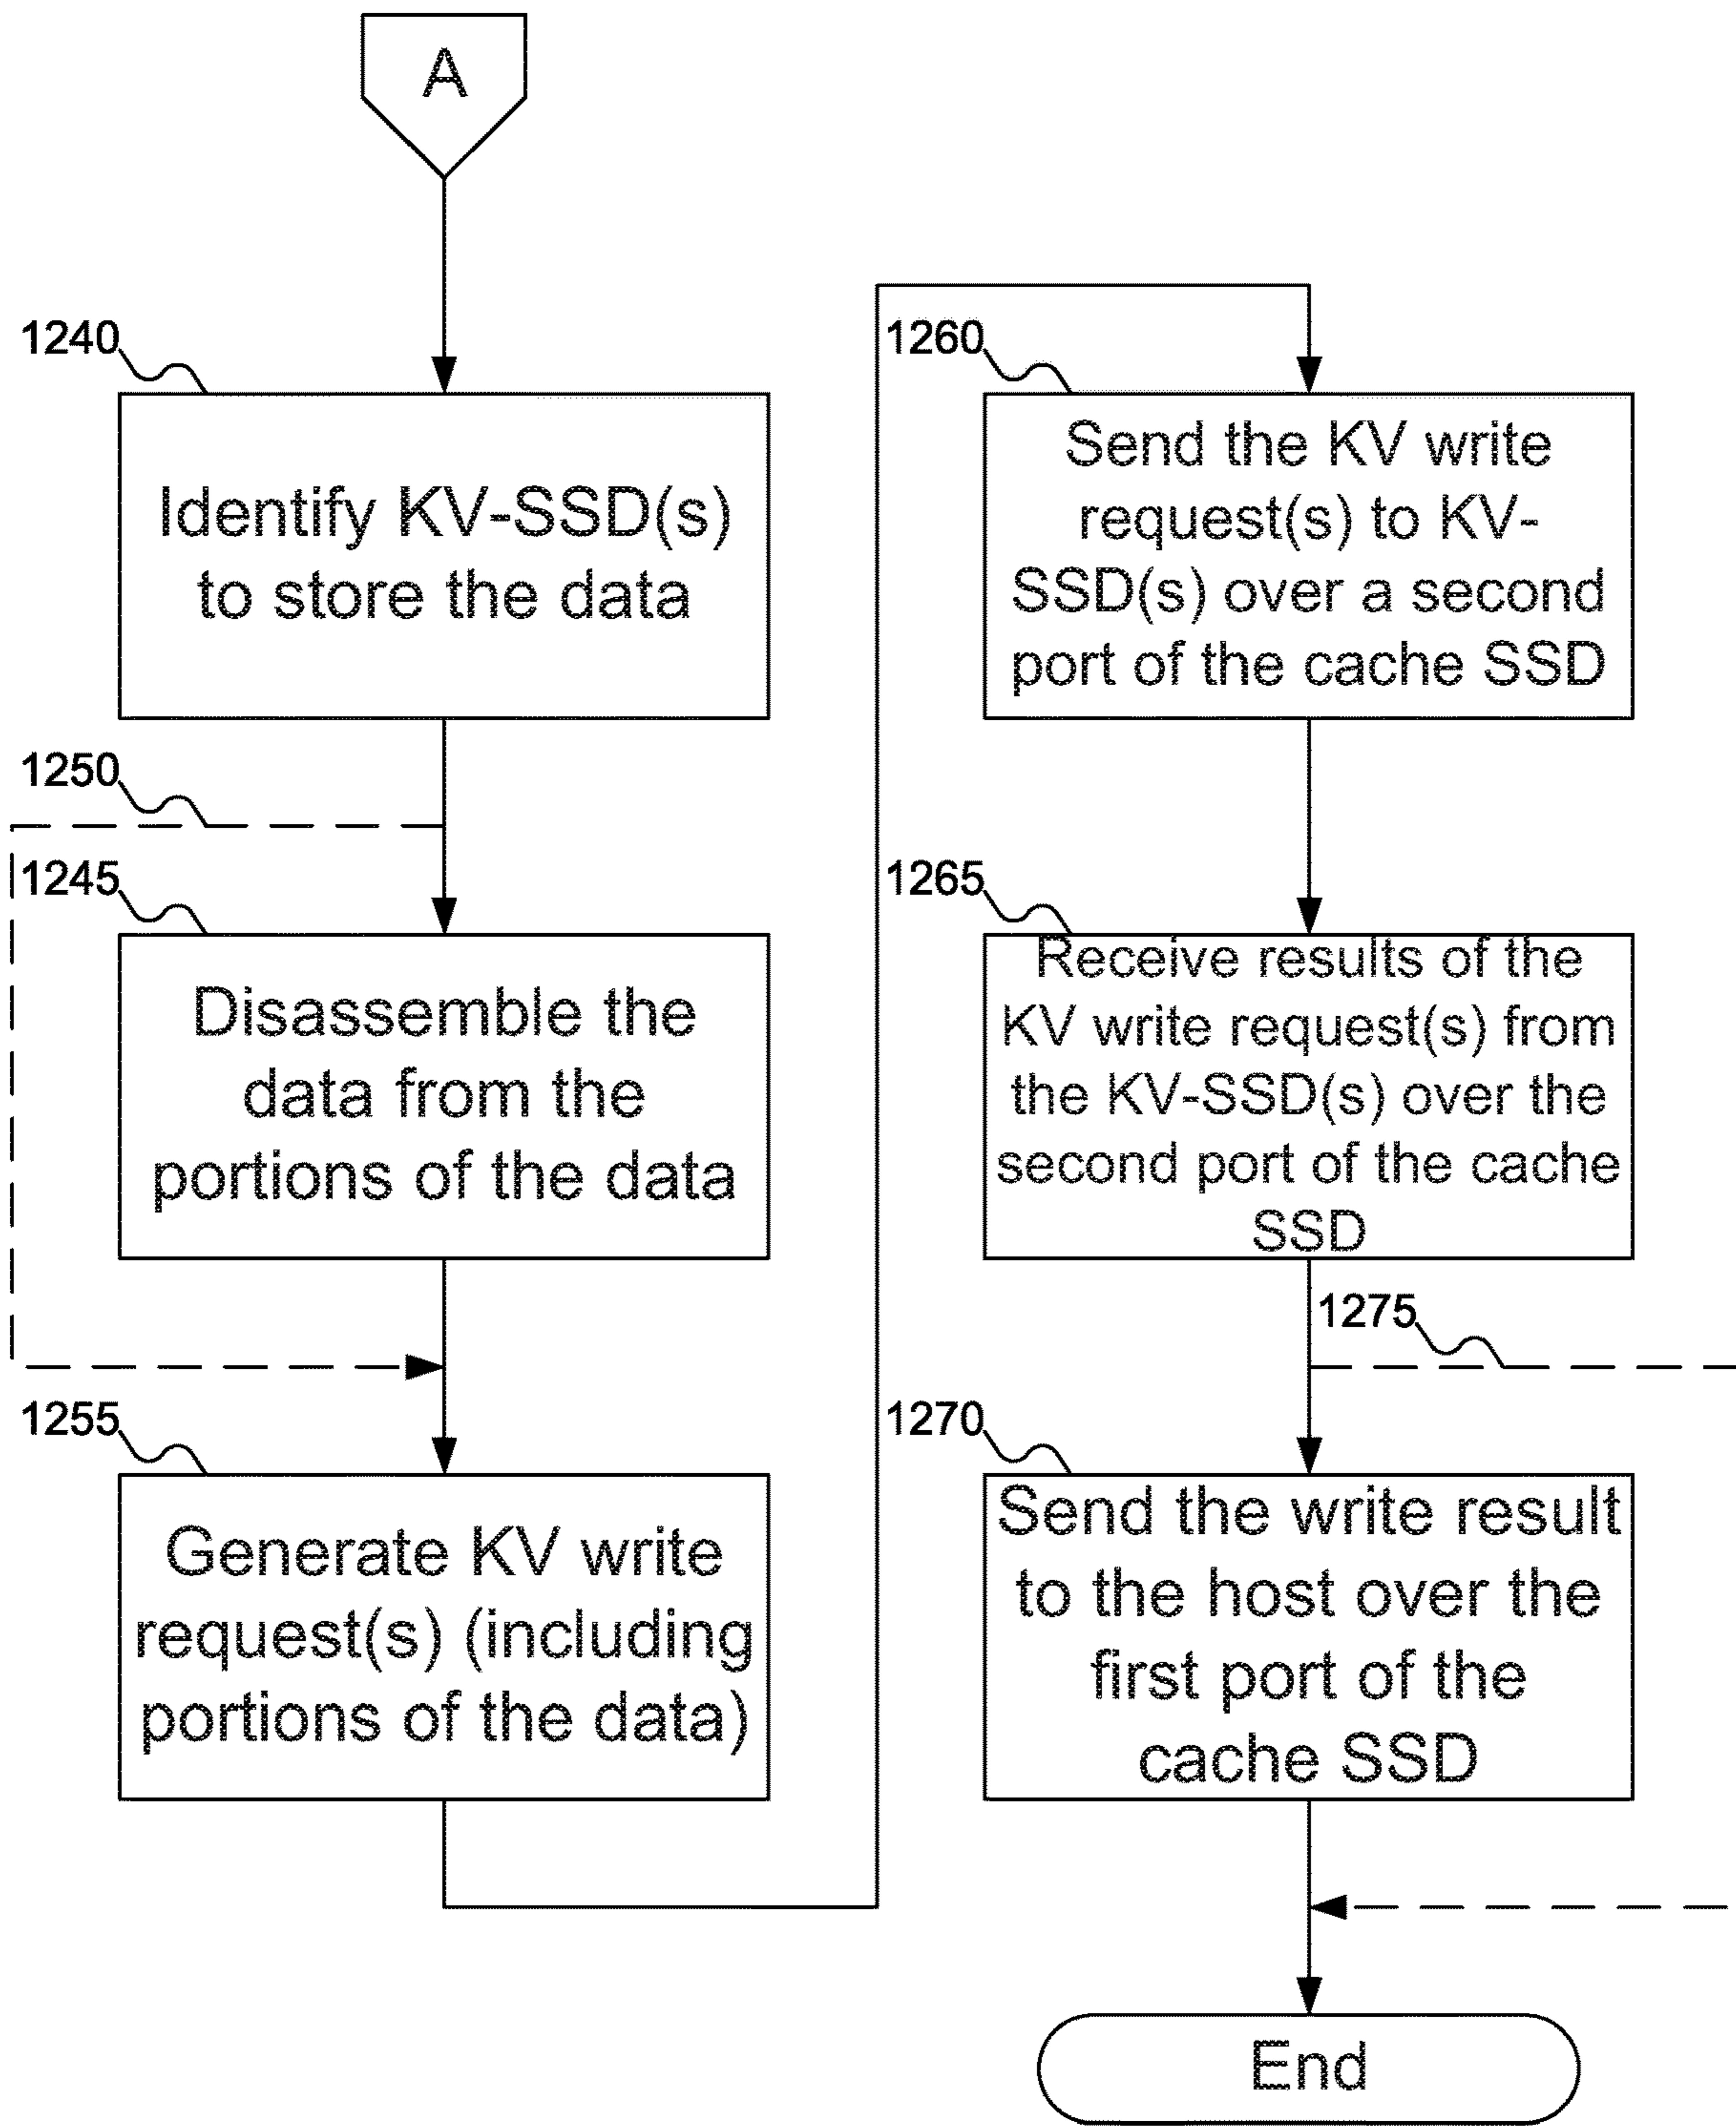 A
1240
Identify KV-SSD(s)
to store the data
1250
1245
Disassemble the
data from the
portions of the data
1255
Generate KV write
request(s) (including
portions of the data)
1260
Send the KV write
request(s) to KV-
SSD(s) over a second
port of the cache SSD
1265
Receive results of the
KV write request(s) from
the KV-SSD(s) over the
second port of the cache
SSD
1275
1270
Send the write result
to the host over the
first port of the
cache SSD
End